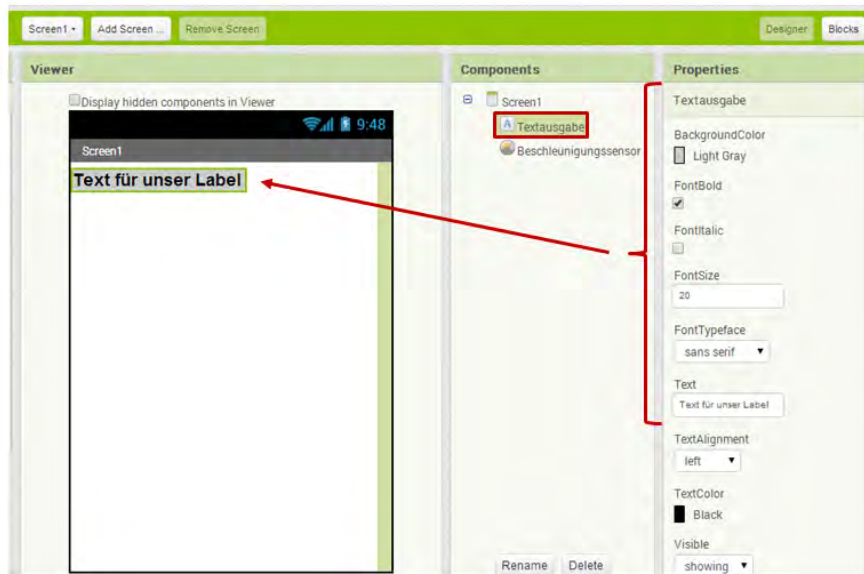 Screen1
Add Screen ...
Remove Screen
Designer
Blocks
Viewer
Display hidden components in Viewer
9:48
Screen1
Text für unser Label
Components
Screen1
A Textausgabe
Beschleunigungssensor
Rename
Delete
Properties
Textausgabe
BackgroundColor
Light Gray
FontBold
FontItalic
FontSize
20
FontTypeface
sans serif
Text
Text für unser Label
TextAlignment
left
TextColor
Black
Visible
showing